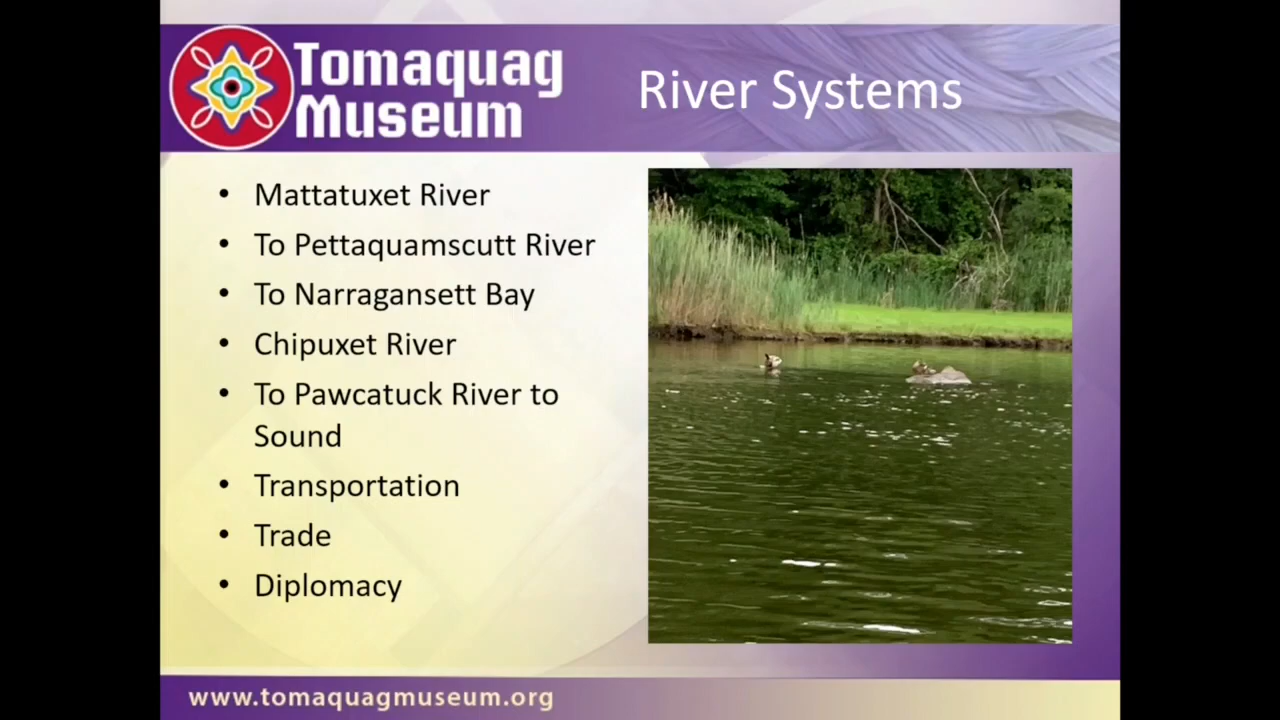 Tomaquag
Museum
River Systems
• Mattatuxet River
• To Pettaquamscutt River
• To Narragansett Bay
• Chipuxet River
• To Pawcatuck River to
Sound
• Transportation
• Trade
• Diplomacy
www.tomaquagmuseum.org